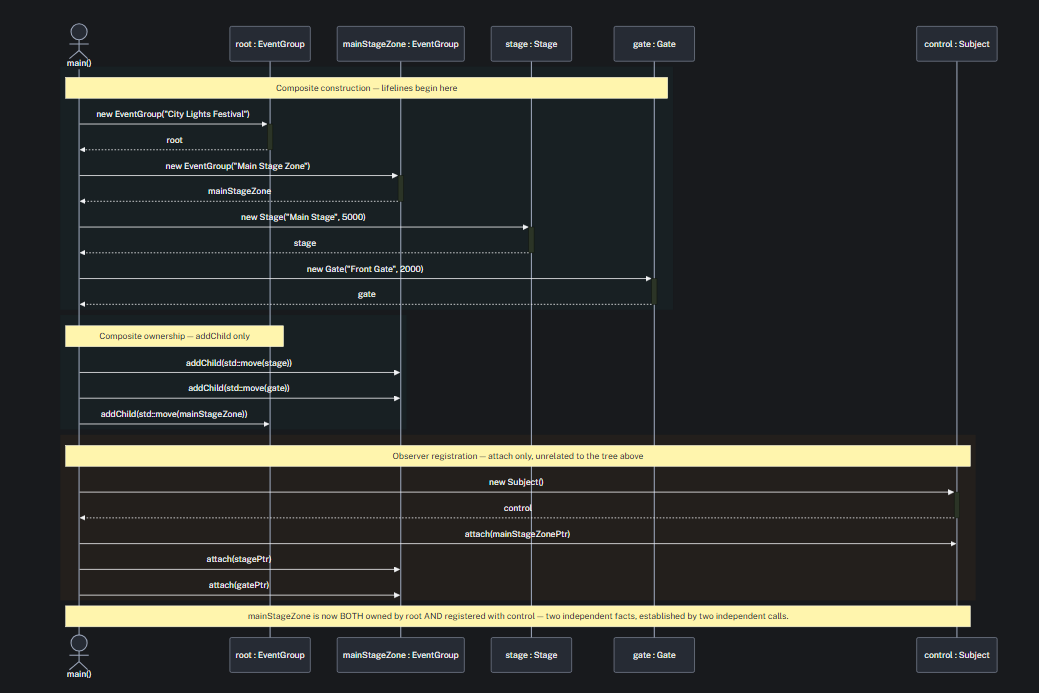 root : EventGroup
mainStageZone : EventGroup
stage : Stage
gate : Gate
control : Subject
main()
Composite construction — lifelines begin here
new EventGroup("City Lights Festival")
root
new EventGroup("Main Stage Zone")
mainStageZone
new Stage("Main Stage", 5000)
stage
new Gate("Front Gate", 2000)
gate
Composite ownership — addChild only
addChild(std::move(stage))
addChild(std::move(gate))
addChild(std::move(mainStageZone))
Observer registration — attach only, unrelated to the tree above
new Subject()
control
attach(mainStageZonePtr)
attach(stagePtr)
attach(gatePtr)
mainStageZone is now BOTH owned by root AND registered with control — two independent facts, established by two independent calls.
root : EventGroup
mainStageZone : EventGroup
stage : Stage
gate : Gate
control : Subject
main()